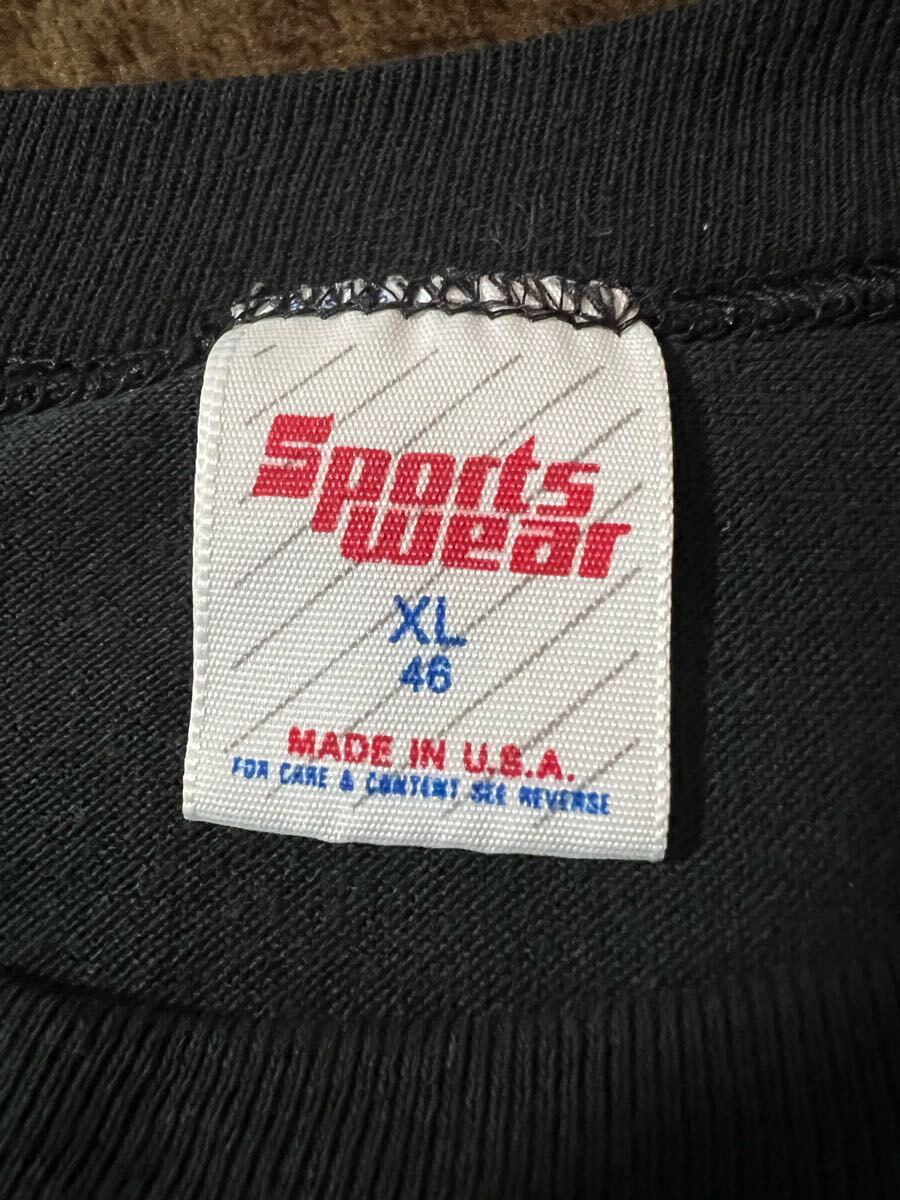 Sports
wear
XL
46
MADE IN U.S.A.
FOR CARE & CONTENT SEE REVERSE